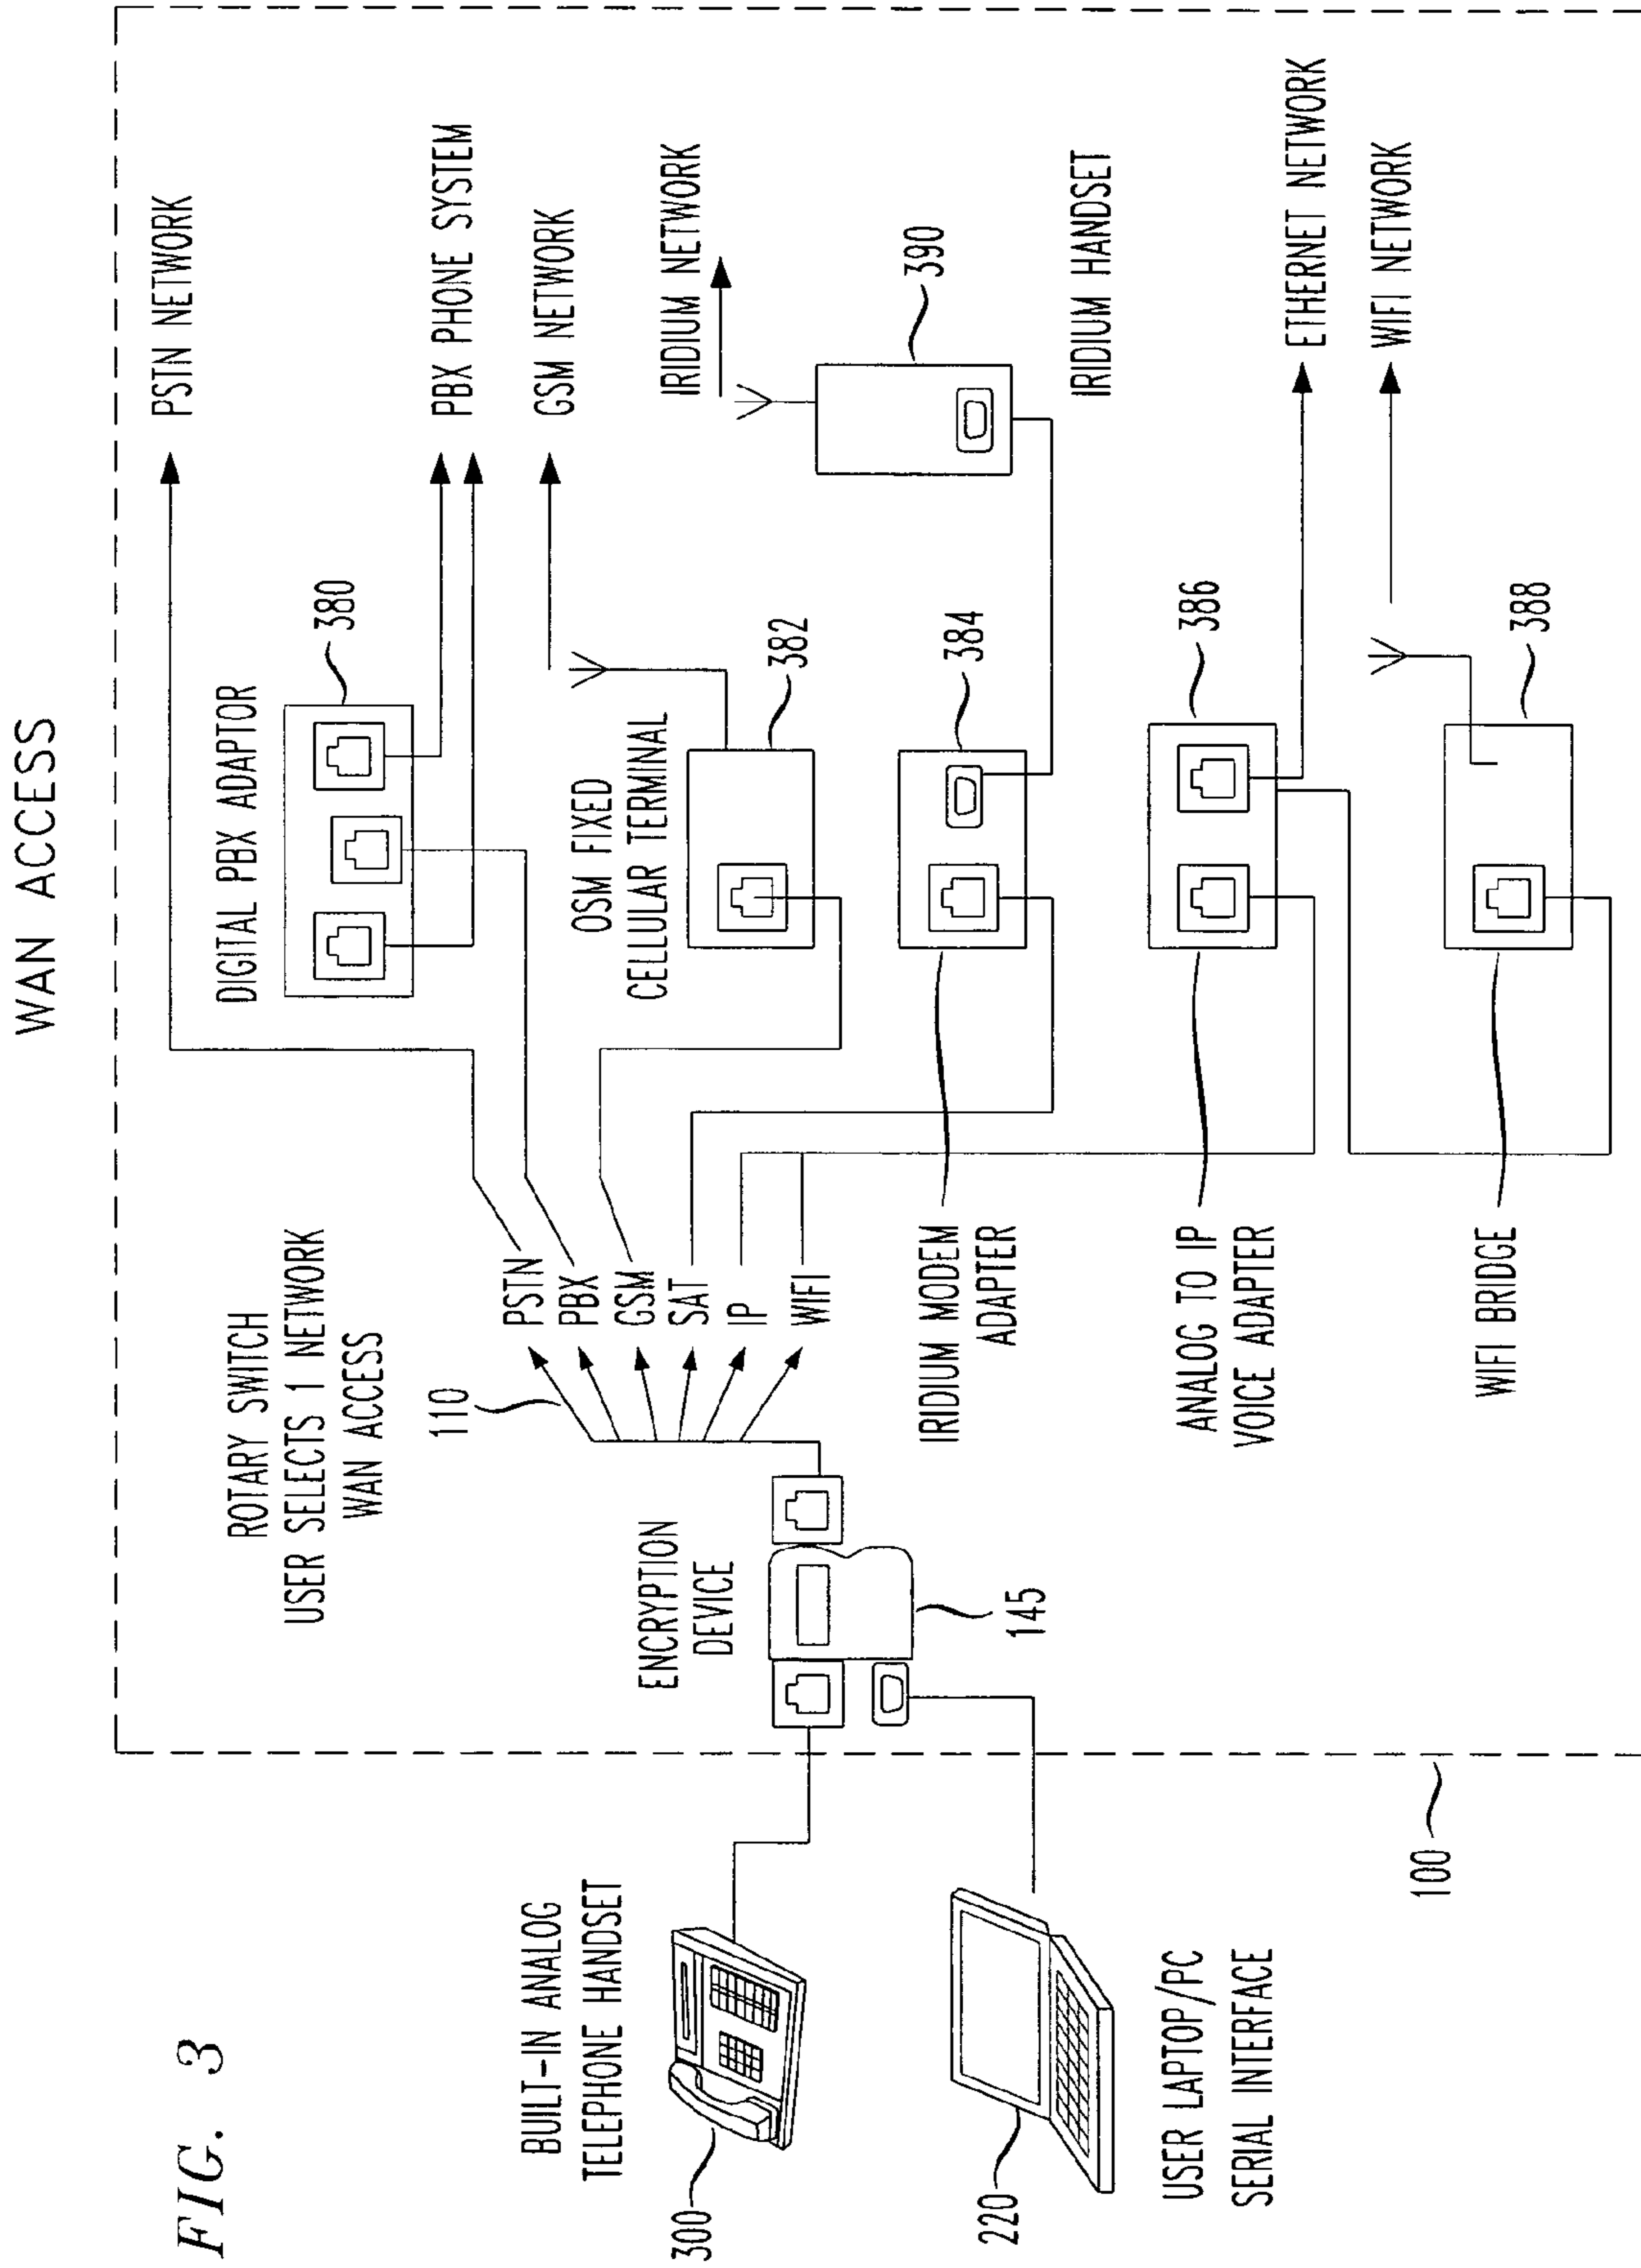 WAN ACCESS
FIG. 3
ROTARY SWITCH
USER SELECTS 1 NETWORK
WAN ACCESS
110
PSTN
PBX
GSM
SAT
IP
WIFI
PSTN NETWORK
DIGITAL PBX ADAPTOR
380
PBX PHONE SYSTEM
GSM NETWORK
OSM FIXED
CELLULAR TERMINAL
382
IRIDIUM NETWORK
390
IRIDIUM HANDSET
384
IRIDIUM MODEM
ADAPTER
386
ANALOG TO IP
VOICE ADAPTER
ETHERNET NETWORK
WIFI NETWORK
388
WIFI BRIDGE
ENCRYPTION
DEVICE
145
BUILT-IN ANALOG
TELEPHONE HANDSET
300
220
USER LAPTOP/PC
SERIAL INTERFACE
100